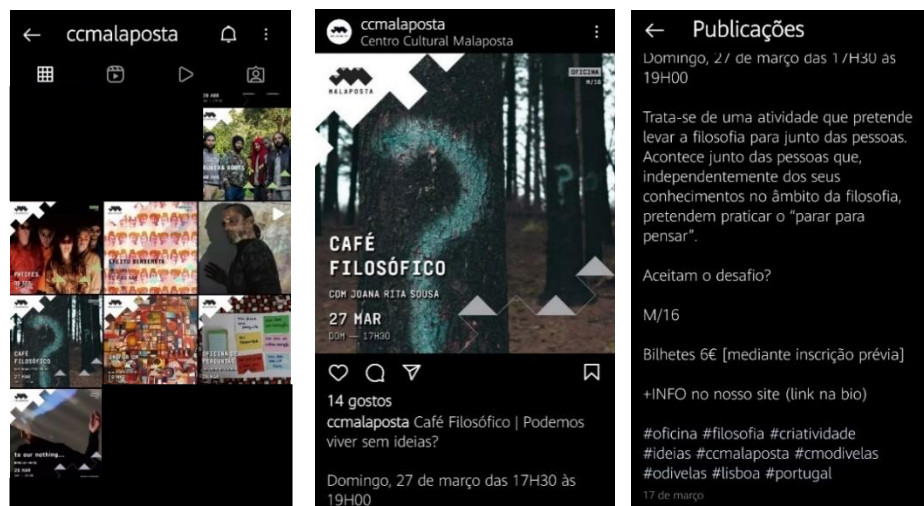 ccmalaposta
MALAPOSTA
CAFÉ
FILOSÓFICO
27 MAR
to our nothing...
ccmalaposta
Centro Cultural Malaposta
MALAPOSTA
OFICINA
M/16
CAFÉ
FILOSÓFICO
COM JOANA RITA SOUSA
27 MAR
DOM — 17H30
14 gostos
ccmalaposta Café Filosófico | Podemos
viver sem ideias?
Domingo, 27 de março das 17H30 às
19H00
Publicações
Domingo, 27 de março das 17H30 às
19H00
Trata-se de uma atividade que pretende
levar a filosofia para junto das pessoas.
Acontece junto das pessoas que,
independentemente dos seus
conhecimentos no âmbito da filosofia,
pretendem praticar o “parar para
pensar”.
Aceitam o desafio?
M/16
Bilhetes 6€ [mediante inscrição prévia]
+INFO no nosso site (link na bio)
#oficina #filosofia #criatividade
#ideias #ccmalaposta #cmodivelas
#odivelas #lisboa #portugal
17 de março